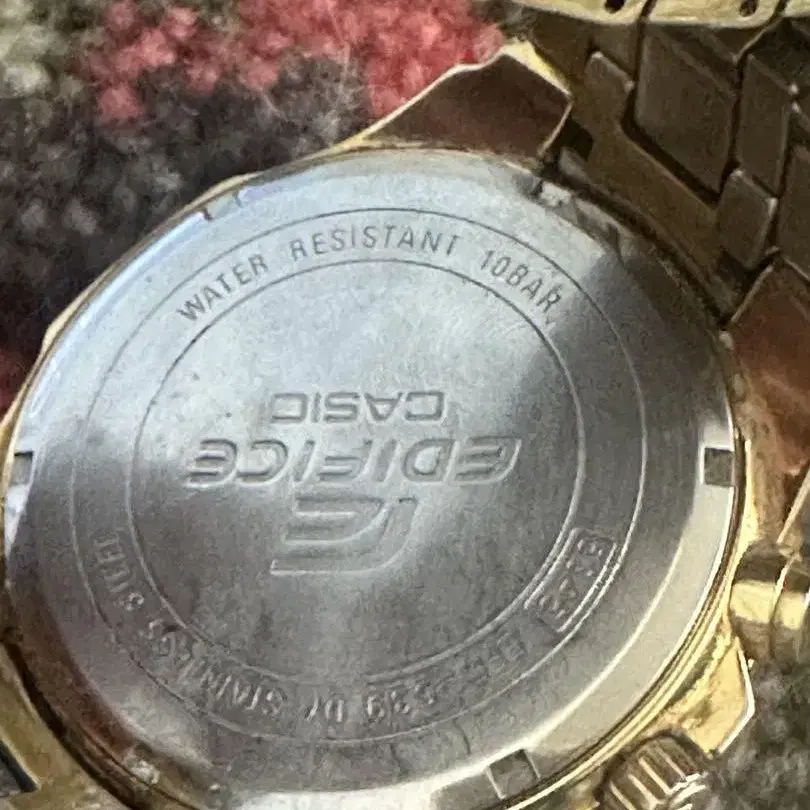 WATER RESISTANT 10BAR
EDIFICE
CASIO
STAINLESS STEEL